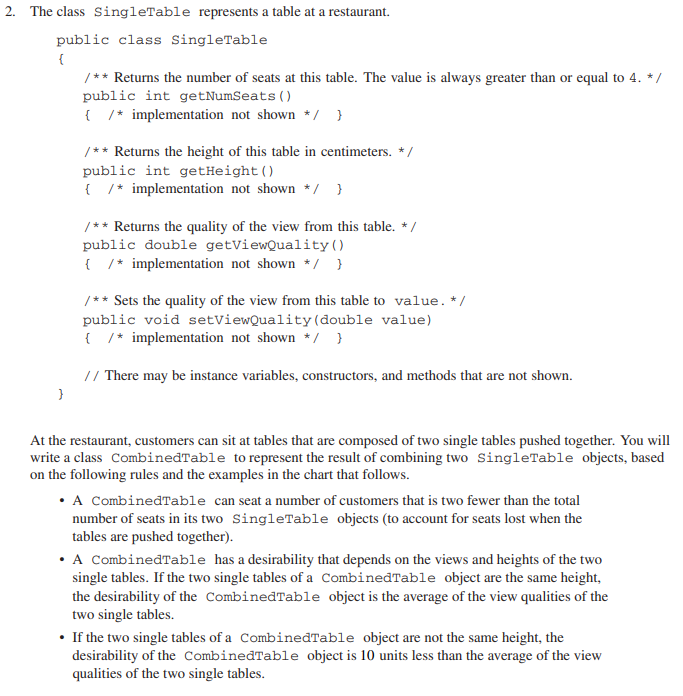 2. The class SingleTable represents a table at a restaurant.
public class SingleTable
{
/** Returns the number of seats at this table. The value is always greater than or equal to 4. */
public int getNumSeats()
{ /* implementation not shown */ }
/** Returns the height of this table in centimeters. */
public int getHeight()
{ /* implementation not shown */ }
/** Returns the quality of the view from this table. */
public double getViewQuality()
{ /* implementation not shown */ }
/** Sets the quality of the view from this table to value. */
public void setViewQuality(double value)
{ /* implementation not shown */ }
// There may be instance variables, constructors, and methods that are not shown.
}
At the restaurant, customers can sit at tables that are composed of two single tables pushed together. You will
write a class CombinedTable to represent the result of combining two SingleTable objects, based
on the following rules and the examples in the chart that follows.
• A CombinedTable can seat a number of customers that is two fewer than the total
number of seats in its two SingleTable objects (to account for seats lost when the
tables are pushed together).
• A CombinedTable has a desirability that depends on the views and heights of the two
single tables. If the two single tables of a CombinedTable object are the same height,
the desirability of the CombinedTable object is the average of the view qualities of the
two single tables.
• If the two single tables of a CombinedTable object are not the same height, the
desirability of the CombinedTable object is 10 units less than the average of the view
qualities of the two single tables.